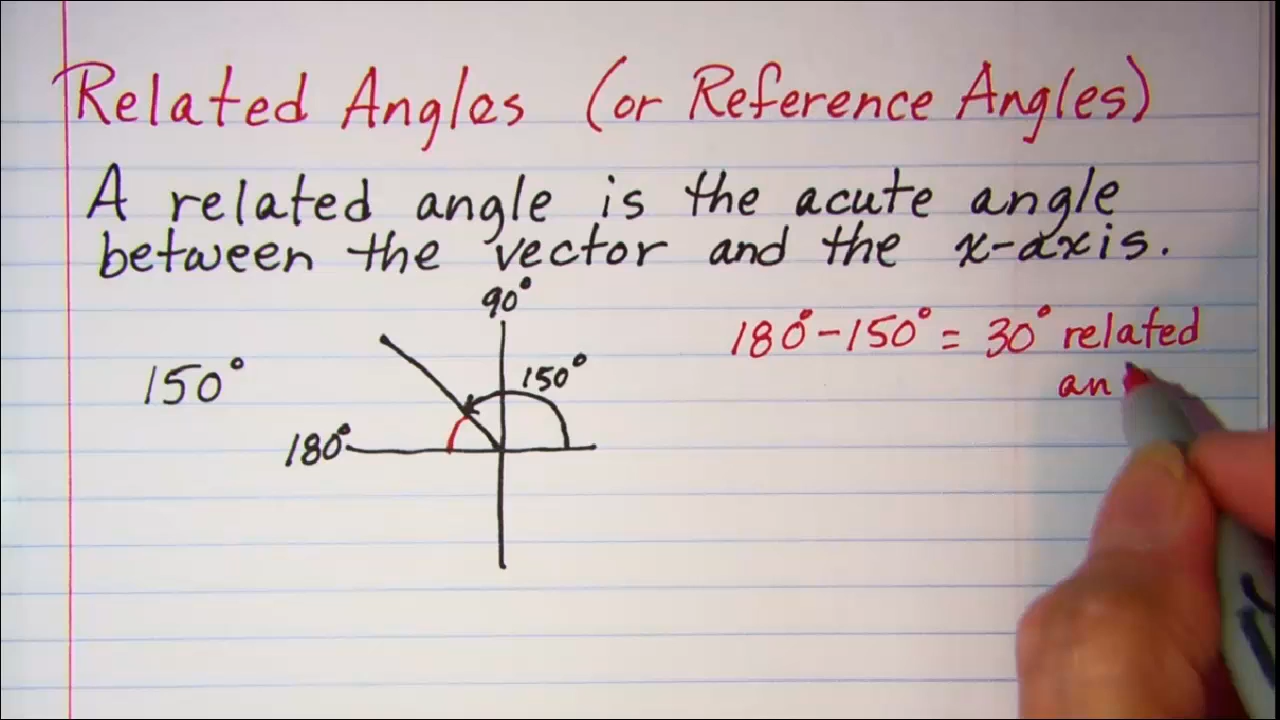 Related Angles (or Reference Angles)
A related angle is the acute angle
between the vector and the x-axis.
90°
180° - 150° = 30° related
an
150°
150°
180°